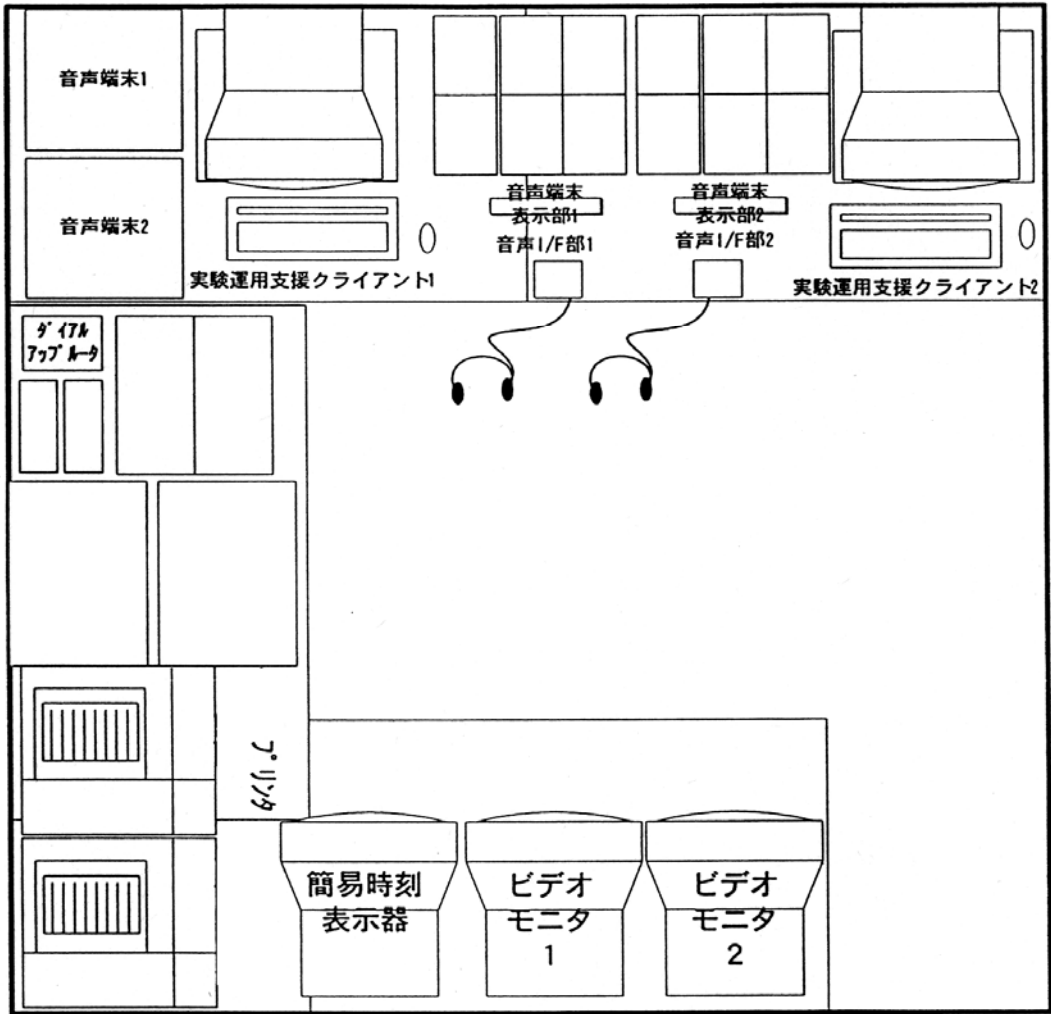 音声端末1
音声端末2
実験運用支援クライアント1
音声端末
表示部1
音声I/F部1
音声端末
表示部2
音声I/F部2
実験運用支援クライアント2
ダイアル
アップルータ
プリンタ
簡易時刻
表示器
ビデオ
モニタ
1
ビデオ
モニタ
2